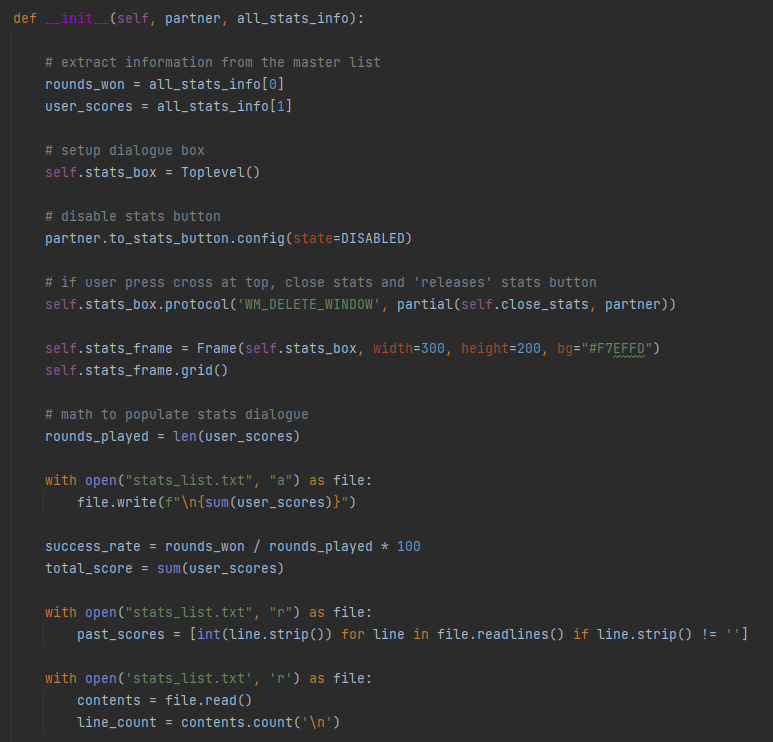 def __init__(self, partner, all_stats_info):
# extract information from the master list
rounds_won = all_stats_info[0]
user_scores = all_stats_info[1]
# setup dialogue box
self.stats_box = Toplevel()
# disable stats button
partner.to_stats_button.config(state=DISABLED)
# if user press cross at top, close stats and 'releases' stats button
self.stats_box.protocol('WM_DELETE_WINDOW', partial(self.close_stats, partner))
self.stats_frame = Frame(self.stats_box, width=300, height=200, bg="#F7EFFD")
self.stats_frame.grid()
# math to populate stats dialogue
rounds_played = len(user_scores)
with open("stats_list.txt", "a") as file:
file.write(f"\n{sum(user_scores)}")
success_rate = rounds_won / rounds_played * 100
total_score = sum(user_scores)
with open("stats_list.txt", "r") as file:
past_scores = [int(line.strip()) for line in file.readlines() if line.strip() != '']
with open('stats_list.txt', 'r') as file:
contents = file.read()
line_count = contents.count('\n')